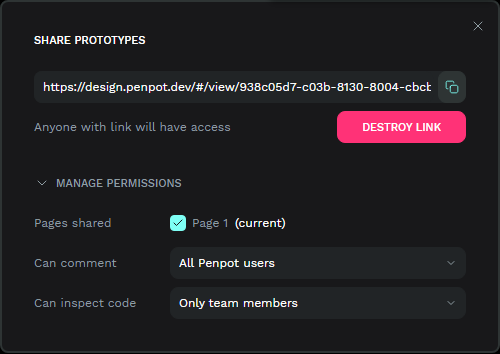 SHARE PROTOTYPES
https://design.penpot.dev/#/view/938c05d7-c03b-8130-8004-cbcb
Anyone with link will have access
DESTROY LINK
MANAGE PERMISSIONS
Pages shared Page 1 (current)
Can comment All Penpot users
Can inspect code Only team members